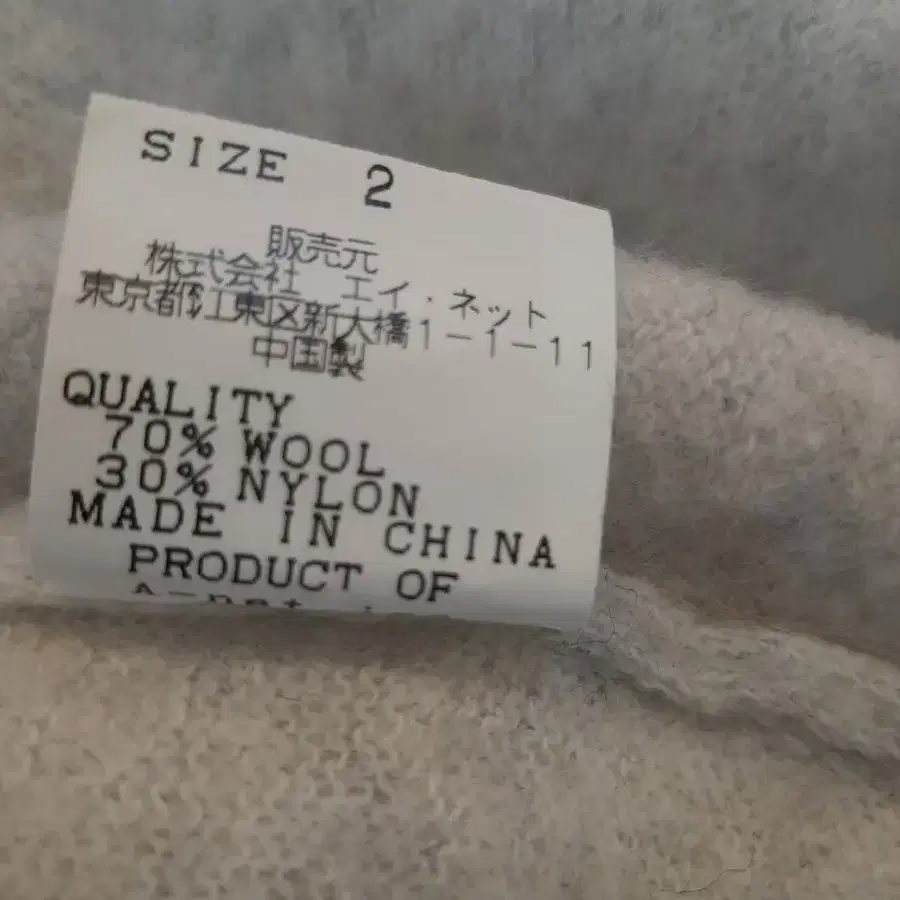 SIZE 2
販売元
株式会社 エイ・ネット
東京都江東区新大橋1-1-11
中国製
QUALITY
70% WOOL
30% NYLON
MADE IN CHINA
PRODUCT OF